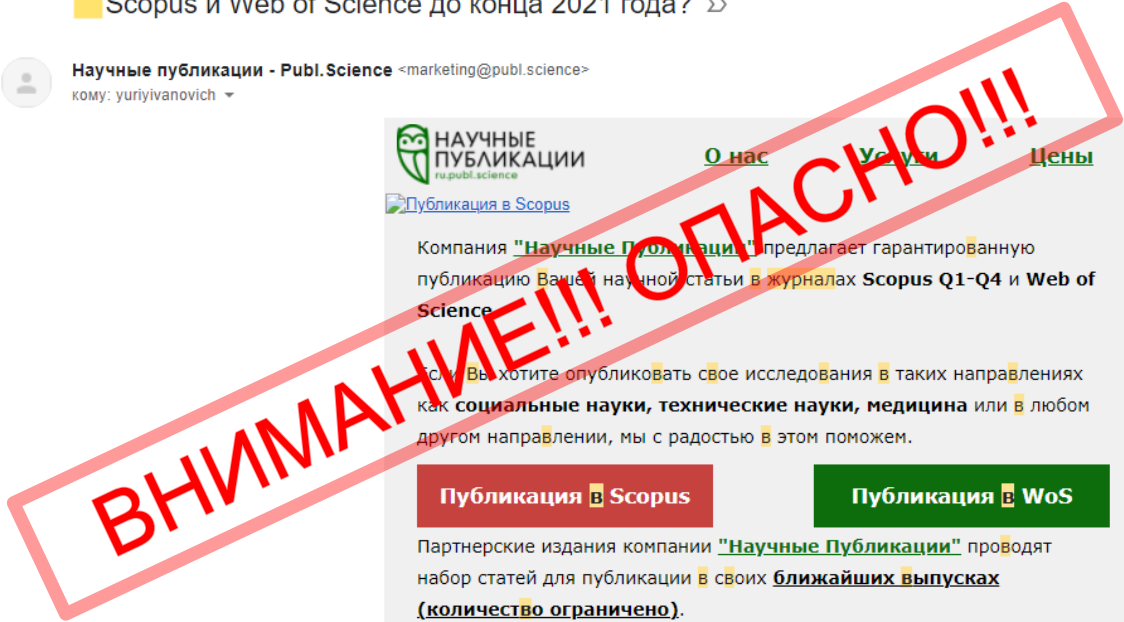 Scopus и Web of Science до конца 2021 года?
Научные публикации - Publ.Science <marketing@publ.science>
кому: yuriyivanovich
НАУЧНЫЕ
ПУБЛИКАЦИИ
ru.publ.science
О нас Услуги Цены
Публикация в Scopus
Компания "Научные Публикации" предлагает гарантированную
публикацию Вашей научной статьи в журналах Scopus Q1-Q4 и Web of
Science
Если Вы хотите опубликовать свое исследования в таких направлениях
как социальные науки, технические науки, медицина или в любом
другом направлении, мы с радостью в этом поможем.
Публикация в Scopus Публикация в WoS
Партнерские издания компании "Научные Публикации" проводят
набор статей для публикации в своих ближайших выпусках
(количество ограничено).
ВНИМАНИЕ!!! ОПАСНО!!!